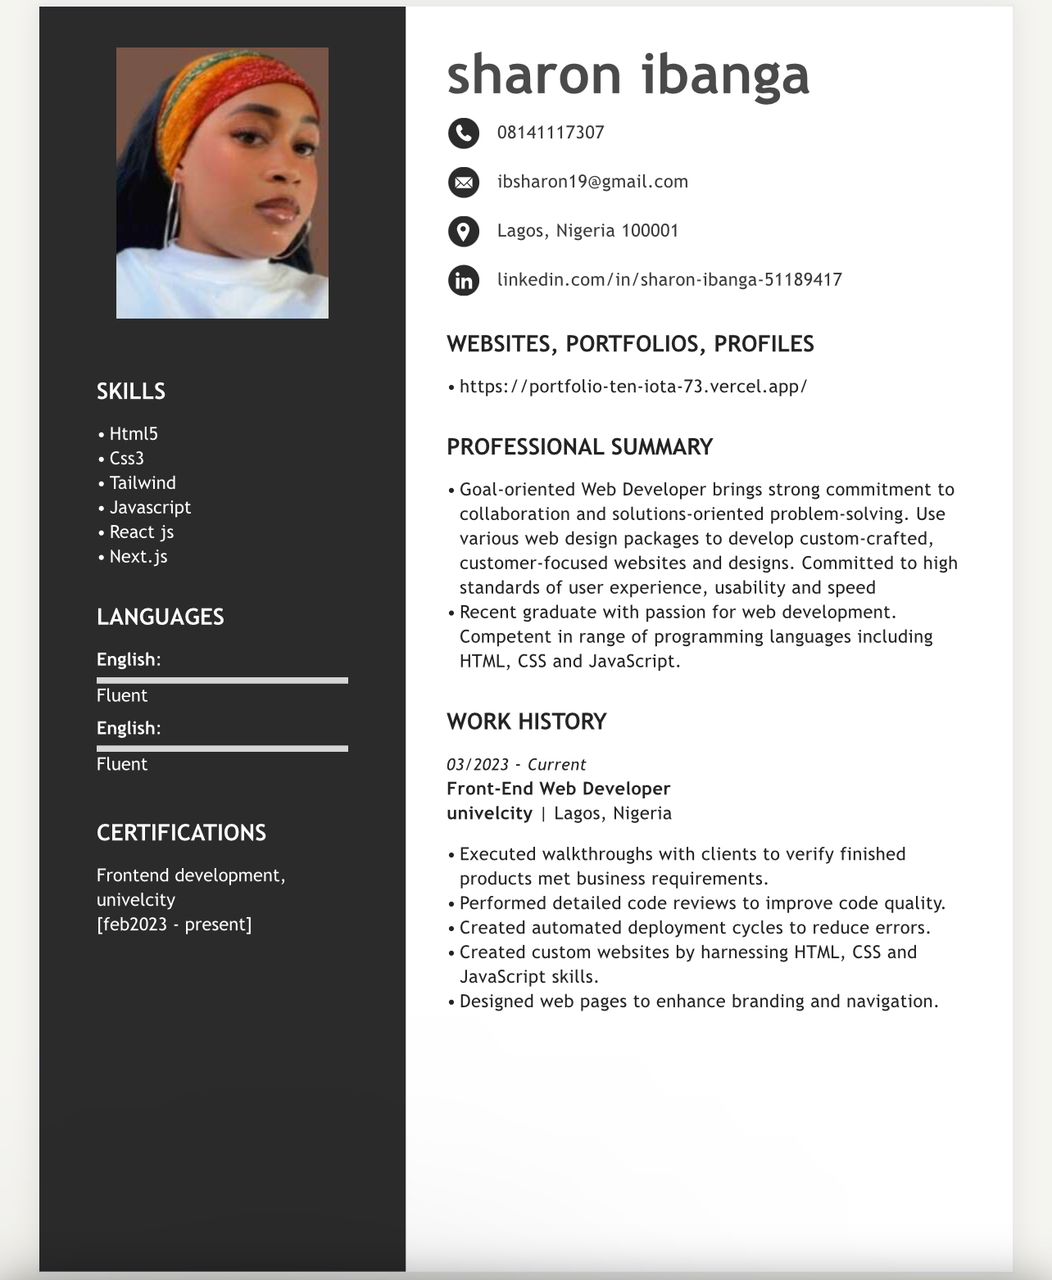 sharon ibanga
08141117307
ibsharon19@gmail.com
Lagos, Nigeria 100001
linkedin.com/in/sharon-ibanga-51189417
WEBSITES, PORTFOLIOS, PROFILES
• https://portfolio-ten-iota-73.vercel.app/
PROFESSIONAL SUMMARY
• Goal-oriented Web Developer brings strong commitment to
collaboration and solutions-oriented problem-solving. Use
various web design packages to develop custom-crafted,
customer-focused websites and designs. Committed to high
standards of user experience, usability and speed
• Recent graduate with passion for web development.
Competent in range of programming languages including
HTML, CSS and JavaScript.
WORK HISTORY
03/2023 - Current
Front-End Web Developer
univelcity | Lagos, Nigeria
• Executed walkthroughs with clients to verify finished
products met business requirements.
• Performed detailed code reviews to improve code quality.
• Created automated deployment cycles to reduce errors.
• Created custom websites by harnessing HTML, CSS and
JavaScript skills.
• Designed web pages to enhance branding and navigation.
SKILLS
• Html5
• Css3
• Tailwind
• Javascript
• React js
• Next.js
LANGUAGES
English:
Fluent
English:
Fluent
CERTIFICATIONS
Frontend development,
univelcity
[feb2023 - present]